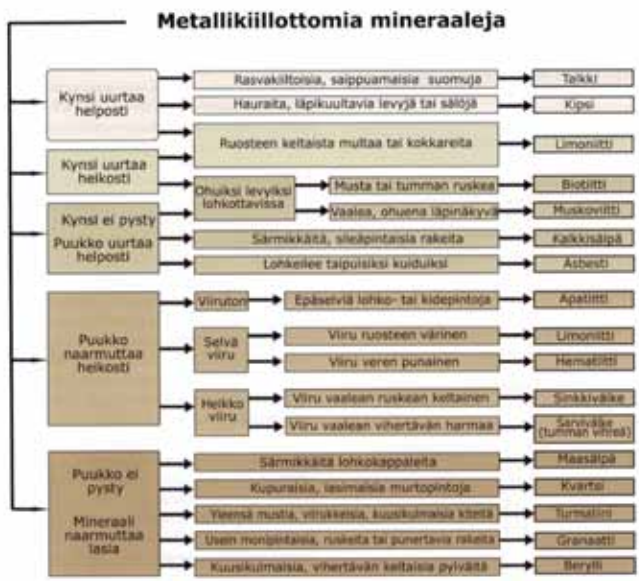 Metallikiillottomia mineraaleja
Kynsi uurtaa
helposti
Rasvakiiltoisia, saippuamaisia suomuja
Talkki
Hauraita, läpikuultavia levyjä tai sälöjä
Kipsi
Ruosteen keltaista multaa tai kokkareita
Limoniitti
Kynsi uurtaa
heikosti
Ohuiksi levyiksi
lohkottavissa
Musta tai tumman ruskea
Biotiitti
Vaalea, ohuena läpinäkyvä
Muskoviitti
Kynsi ei pysty
Puukko uurtaa
helposti
Särmikkäitä, sileäpintaisia rakeita
Kalkkisälpä
Lohkeilee taipuisiksi kuiduiksi
Asbesti
Puukko
naarmuttaa
heikosti
Viiruton
Epäselviä lohko- tai kidepintoja
Apatiitti
Selvä
viiru
Viiru ruosteen värinen
Limoniitti
Viiru veren punainen
Hematiitti
Heikko
viiru
Viiru vaalean ruskean keltainen
Sinkkivälke
Viiru vaalean vihertävän harmaa
Sarvivälke
(tumman vihreä)
Puukko ei
pysty
Mineraali
naarmuttaa
lasia
Särmikkäitä lohkokappaleita
Maasälpä
Kupuraisia, lasimaisia murtopintoja
Kvartsi
Yleensä mustia, viirukkeisia, kuusikulmaisia kiteitä
Turmaliini
Usein monipintaisia, ruskeita tai punertavia rakeita
Granaatti
Kuusikulmaisia, vihertävän keltaisia pylväitä
Berylli